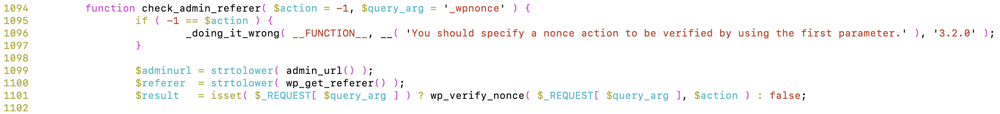 1094 function check_admin_referer( $action = -1, $query_arg = '_wpnonce' ) {
1095 if ( -1 == $action ) {
1096 _doing_it_wrong( __FUNCTION__, __( 'You should specify a nonce action to be verified by using the first parameter.' ), '3.2.0' );
1097 }
1098
1099 $adminurl = strtolower( admin_url() );
1100 $referer  = strtolower( wp_get_referer() );
1101 $result   = isset( $_REQUEST[ $query_arg ] ) ? wp_verify_nonce( $_REQUEST[ $query_arg ], $action ) : false;
1102